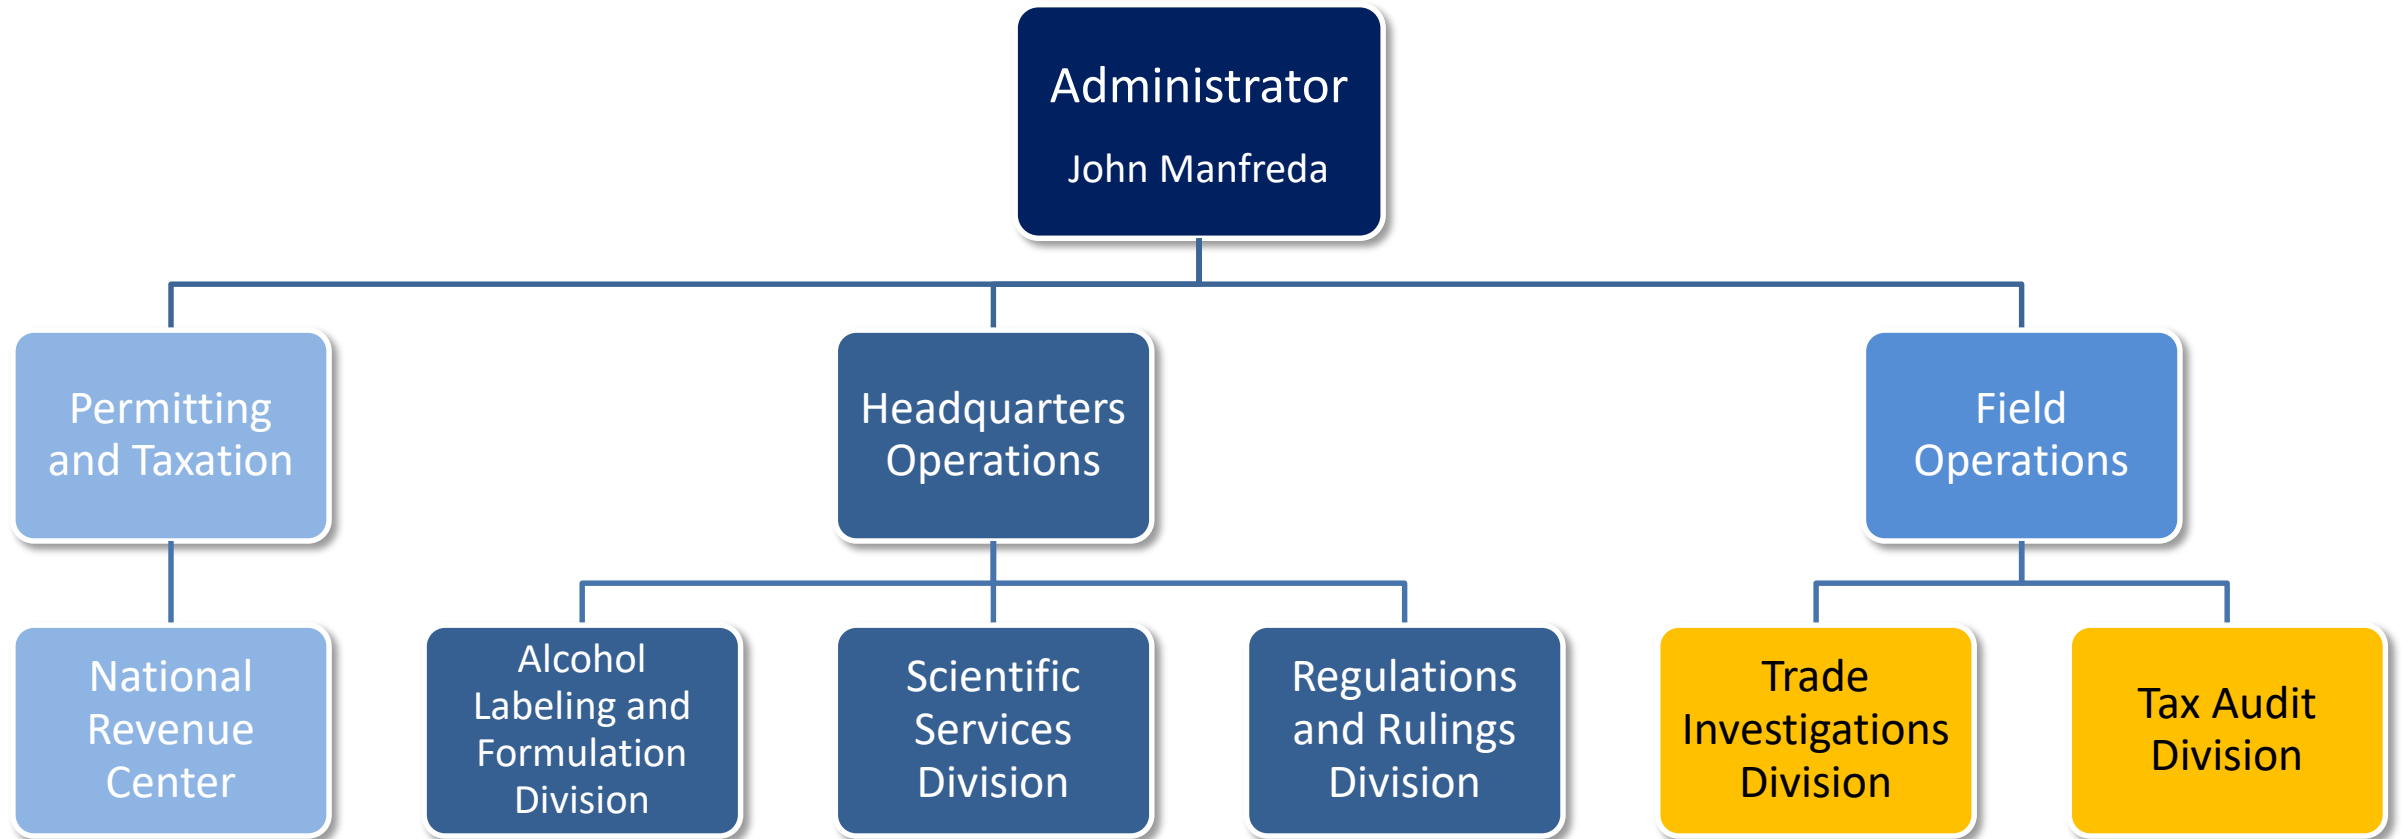 Administrator
John Manfreda
Permitting
and Taxation
Headquarters
Operations
Field
Operations
National
Revenue
Center
Alcohol
Labeling and
Formulation
Division
Scientific
Services
Division
Regulations
and Rulings
Division
Trade
Investigations
Division
Tax Audit
Division